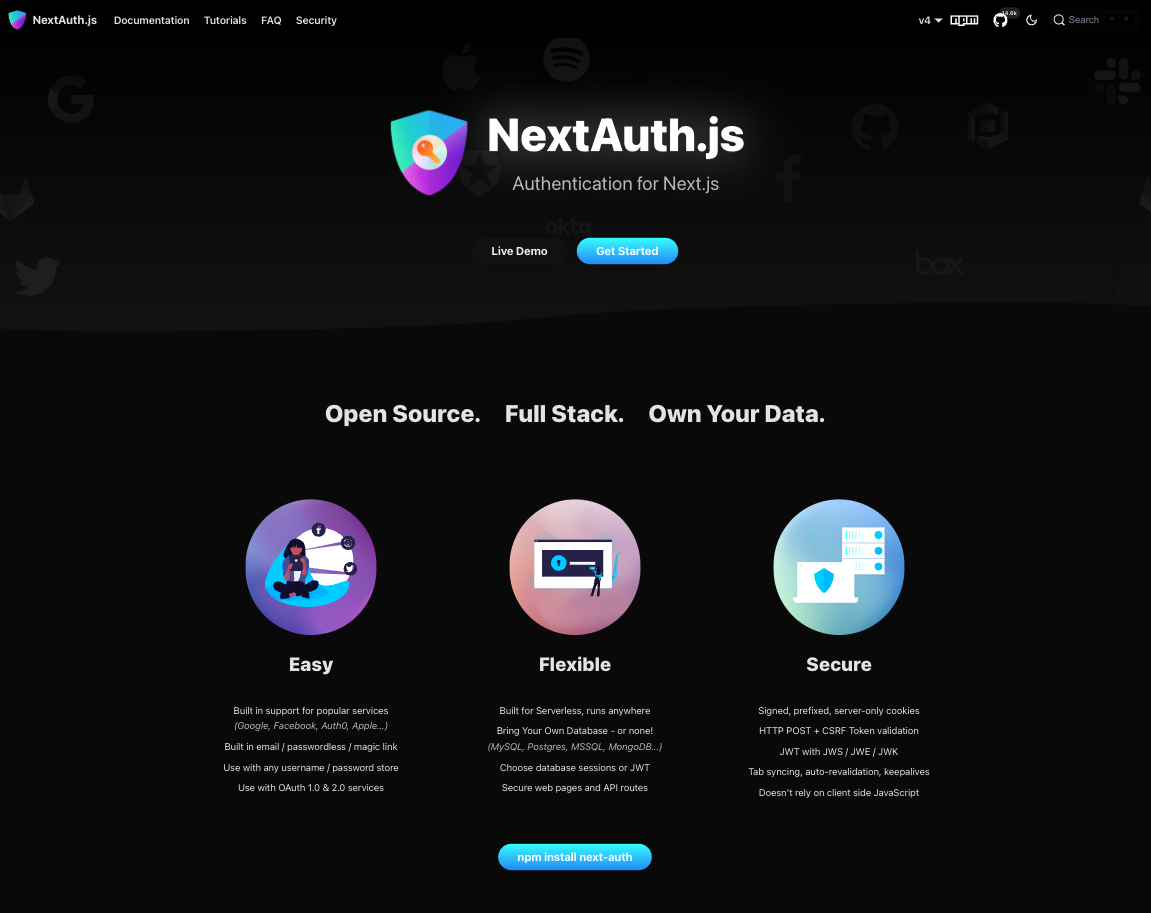 NextAuth.js Documentation Tutorials FAQ Security v4 npm 14.6k Search ^ K
NextAuth.js
Authentication for Next.js
okta
Live Demo Get Started
box
Open Source. Full Stack. Own Your Data.
Easy
Built in support for popular services
(Google, Facebook, Auth0, Apple...)
Built in email / passwordless / magic link
Use with any username / password store
Use with OAuth 1.0 & 2.0 services
Flexible
Built for Serverless, runs anywhere
Bring Your Own Database - or none!
(MySQL, Postgres, MSSQL, MongoDB...)
Choose database sessions or JWT
Secure web pages and API routes
Secure
Signed, prefixed, server-only cookies
HTTP POST + CSRF Token validation
JWT with JWS / JWE / JWK
Tab syncing, auto-revalidation, keepalives
Doesn't rely on client side JavaScript
npm install next-auth